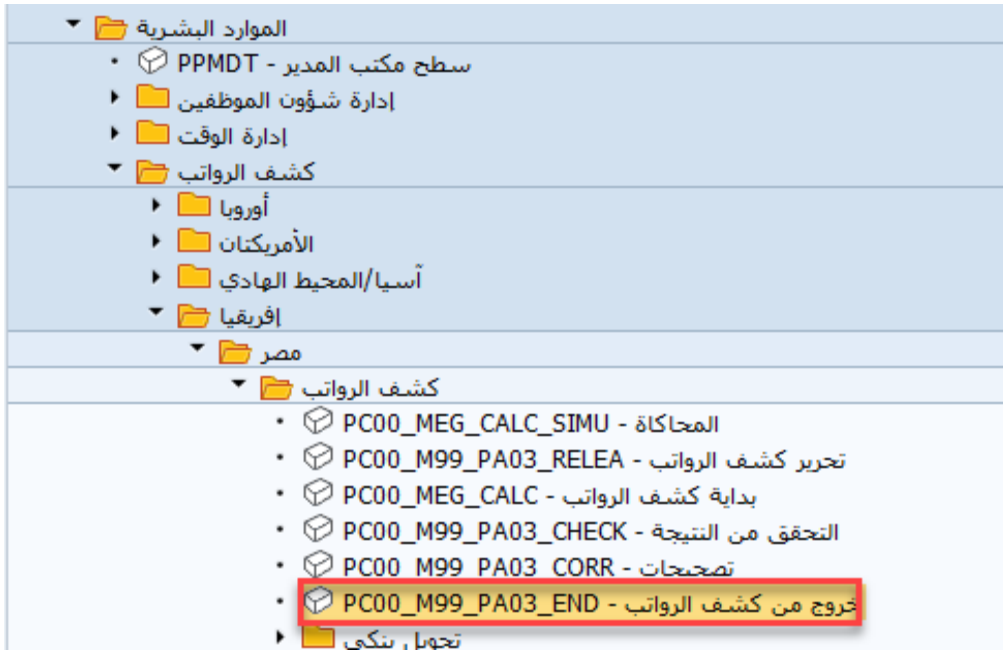 الموارد البشرية
PPMDT - سطح مكتب المدير
إدارة شؤون الموظفين
إدارة الوقت
كشف الرواتب
أوروبا
الأمريكتان
آسيا/المحيط الهادي
إفريقيا
مصر
كشف الرواتب
PC00_MEG_CALC_SIMU - المحاكاة
PC00_M99_PA03_RELEA - تحرير كشف الرواتب
PC00_MEG_CALC - بداية كشف الرواتب
PC00_M99_PA03_CHECK - التحقق من النتيجة
PC00_M99_PA03_CORR - تصحيحات
PC00_M99_PA03_END - خروج من كشف الرواتب
تحويل بنكي